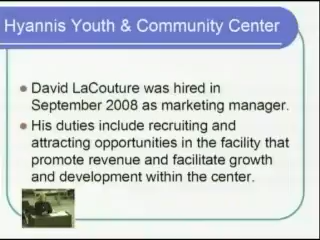 Hyannis Youth & Community Center
David LaCouture was hired in
September 2008 as marketing manager.
His duties include recruiting and
attracting opportunities in the facility that
promote revenue and facilitate growth
and development within the center.